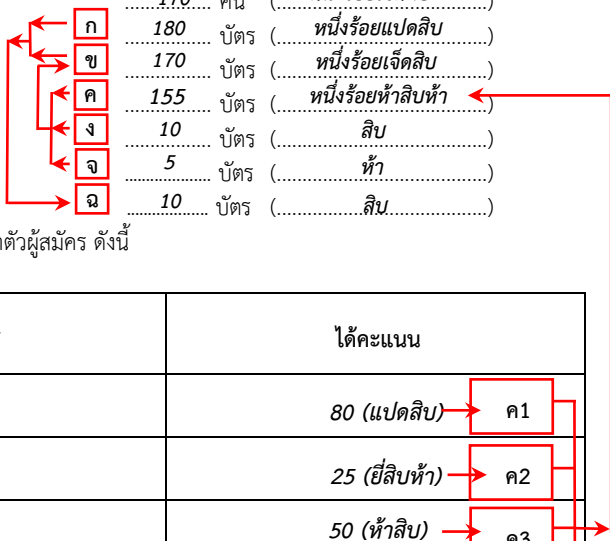 170 คน (
ก 180 บัตร (หนึ่งร้อยแปดสิบ)
ข 170 บัตร (หนึ่งร้อยเจ็ดสิบ)
ค 155 บัตร (หนึ่งร้อยห้าสิบห้า)
ง 10 บัตร (สิบ)
จ 5 บัตร (ห้า)
ฉ 10 บัตร (สิบ)
ตัวผู้สมัคร ดังนี้
ได้คะแนน
80 (แปดสิบ) ค1
25 (ยี่สิบห้า) ค2
50 (ห้าสิบ) ค3